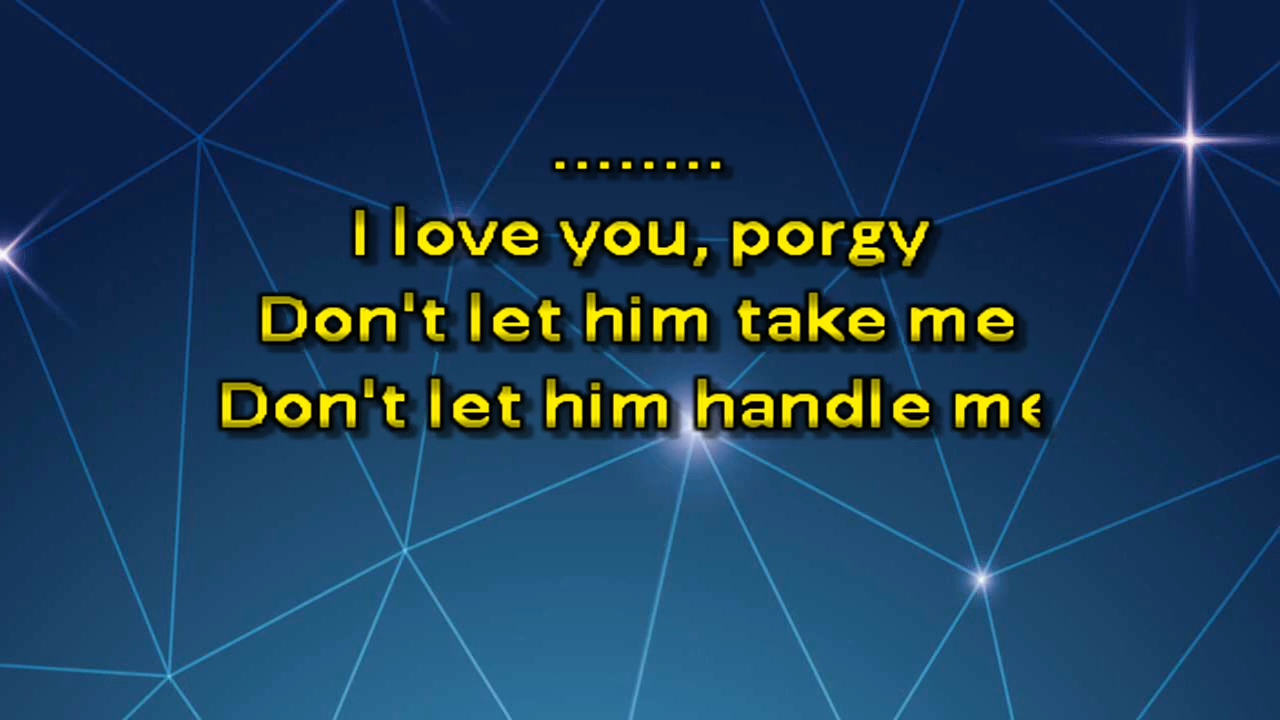 ........
I love you, porgy
Don't let him take me
Don't let him handle me